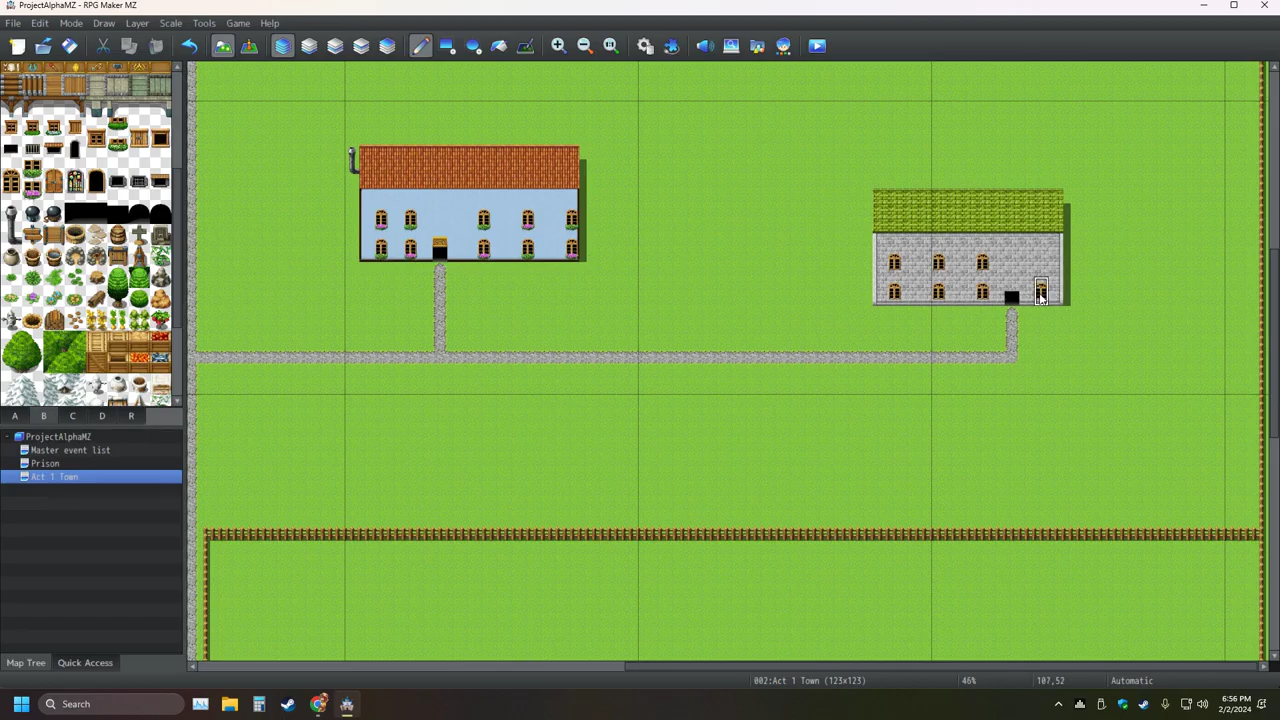 ProjectAlphaMZ - RPG Maker MZ
File Edit Mode Draw Layer Scale Tools Game Help
A B C D R
ProjectAlphaMZ
Master event list
Prison
Act 1 Town
Map Tree Quick Access
002:Act 1 Town (123x123) 46% 107,52 Automatic
Search
6:56 PM
2/2/2024